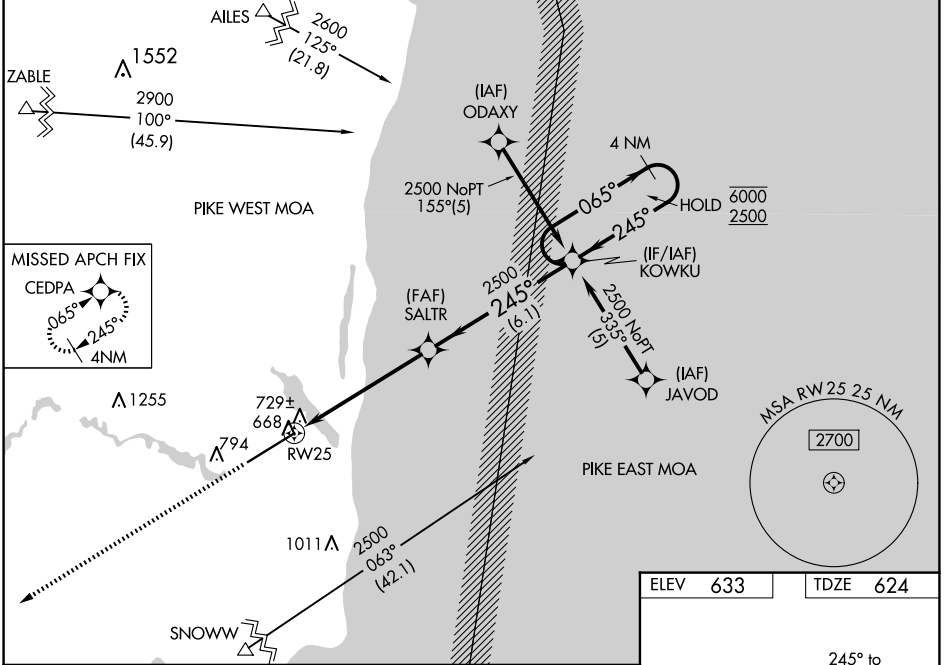 AILES
2600
125°
(21.8)
1552
ZABLE
2900
100°
(45.9)
(IAF)
ODAXY
4 NM
2500 NoPT
155°(5)
065°
HOLD
6000
2500
245°
PIKE WEST MOA
(IF/IAF)
KOWKU
MISSED APCH FIX
CEDPA
065°
245°
4NM
(FAF)
SALTR
2500
245°
(6.1)
2500 NoPT
335°
(5)
(IAF)
JAVOD
1255
729±
668
794
RW25
MSA RW25 25 NM
2700
PIKE EAST MOA
1011
2500
063°
(42.1)
SNOWW
ELEV 633
TDZE 624
245° to